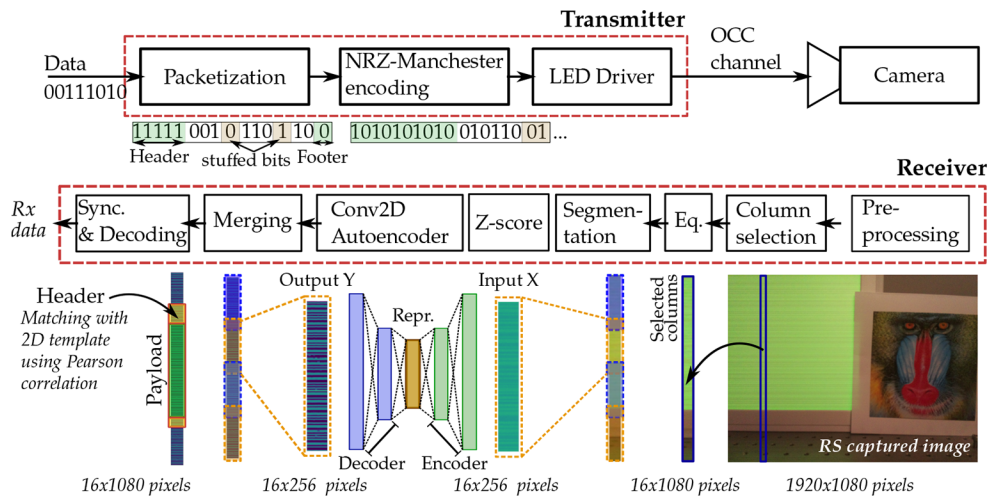 Transmitter
Data
00111010
Packetization
NRZ-Manchester
encoding
LED Driver
OCC
channel
Camera
11111 001 0 110 1 10 0
1010101010 010110 01 ...
Header
stuffed bits
Footer
Receiver
Rx
data
Sync.
& Decoding
Merging
Conv2D
Autoencoder
Z-score
Segmen-
tation
Eq.
Column
selection
Pre-
processing
Header
Matching with
2D template
using Pearson
correlation
Payload
Output Y
Repr.
Input X
Decoder
Encoder
Selected
columns
RS captured image
16x1080 pixels
16x256 pixels
16x256 pixels
16x1080 pixels
1920x1080 pixels